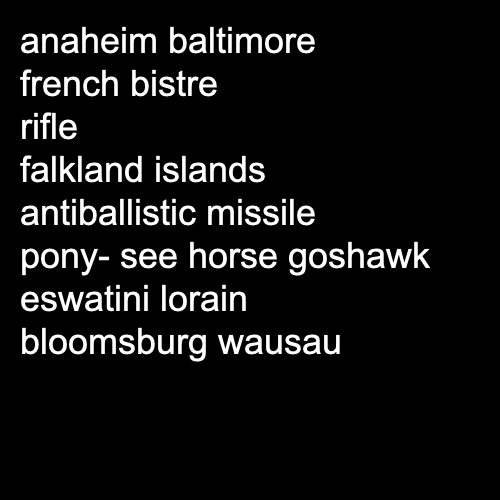 anaheim baltimore
french bistre
rifle
falkland islands
antiballistic missile
pony- see horse goshawk
eswatini lorain
bloomsburg wausau